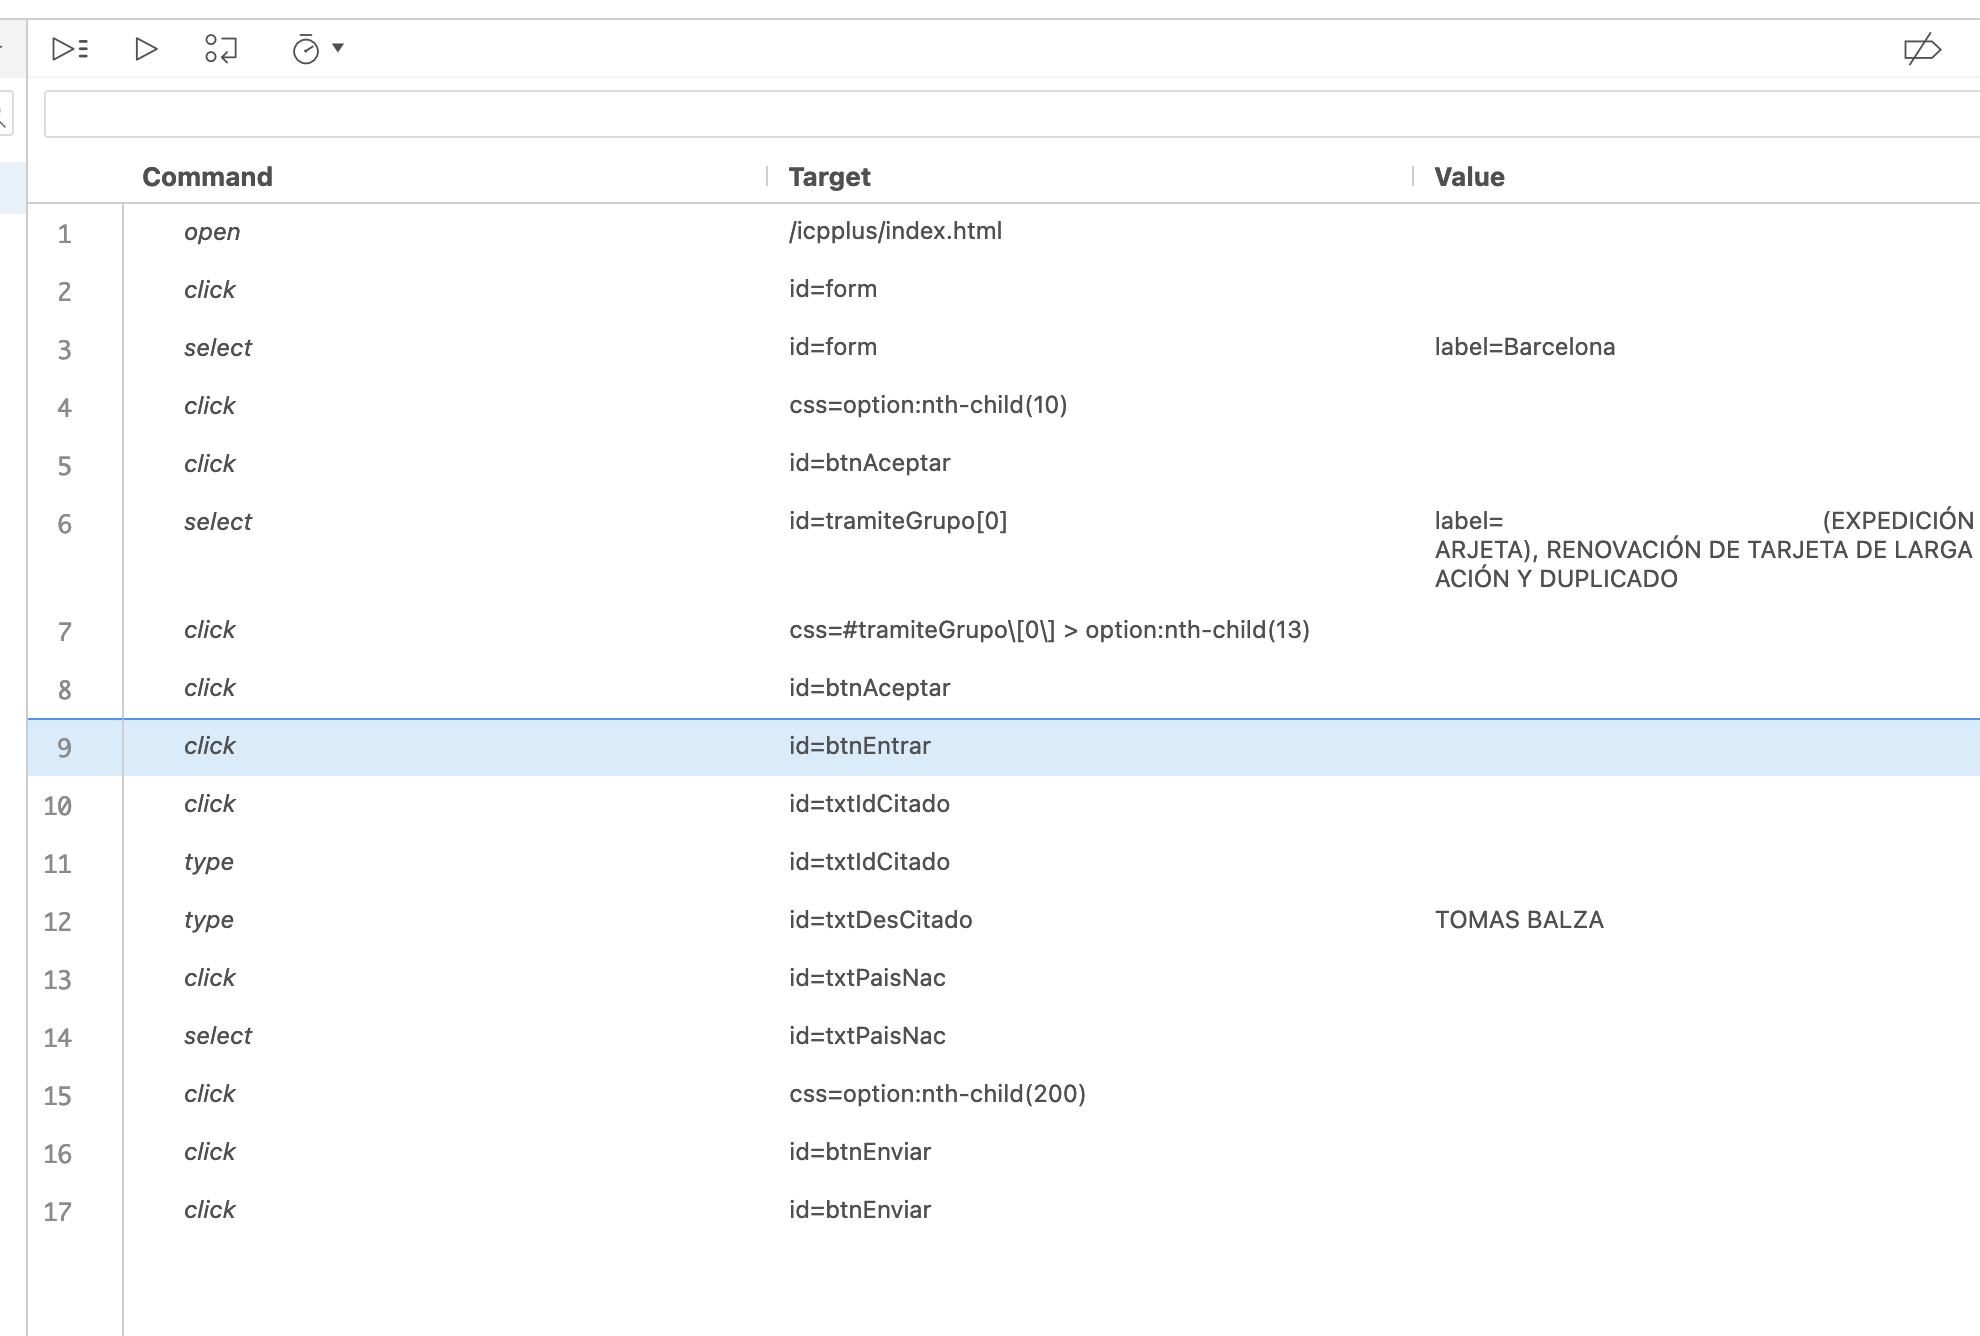 Command Target Value
1 open /icpplus/index.html
2 click id=form
3 select id=form label=Barcelona
4 click css=option:nth-child(10)
5 click id=btnAceptar
6 select id=tramiteGrupo[0] label= (EXPEDICIÓN
ARJETA), RENOVACIÓN DE TARJETA DE LARGA
ACIÓN Y DUPLICADO
7 click css=#tramiteGrupo\[0\] > option:nth-child(13)
8 click id=btnAceptar
9 click id=btnEntrar
10 click id=txtIdCitado
11 type id=txtIdCitado
12 type id=txtDesCitado TOMAS BALZA
13 click id=txtPaisNac
14 select id=txtPaisNac
15 click css=option:nth-child(200)
16 click id=btnEnviar
17 click id=btnEnviar